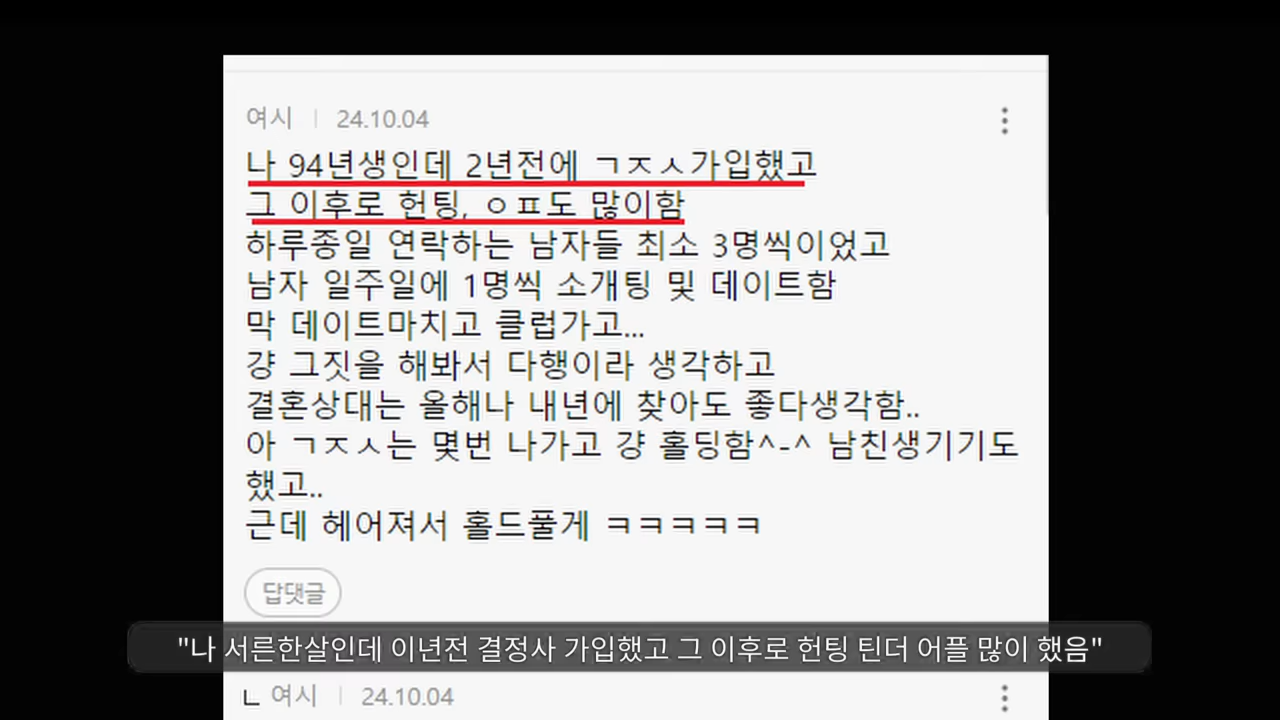 여시 | 24.10.04
나 94년생인데 2년전에 ㄱㅈㅅ가입했고
그 이후로 헌팅, ㅇㅍ도 많이함
하루종일 연락하는 남자들 최소 3명씩이었고
남자 일주일에 1명씩 소개팅 및 데이트함
막 데이트마치고 클럽가고...
걍 그짓을 해봐서 다행이라 생각하고
결혼상대는 올해나 내년에 찾아도 좋다생각함..
아 ㄱㅈㅅ는 몇번 나가고 걍 홀딩함^-^ 남친생기기도
했고..
근데 헤어져서 홀드풀게 ㅋㅋㅋㅋㅋ
답댓글
"나 서른한살인데 이년전 결정사 가입했고 그 이후로 헌팅 틴더 어플 많이 했음"
ㄴ 여시 | 24.10.04